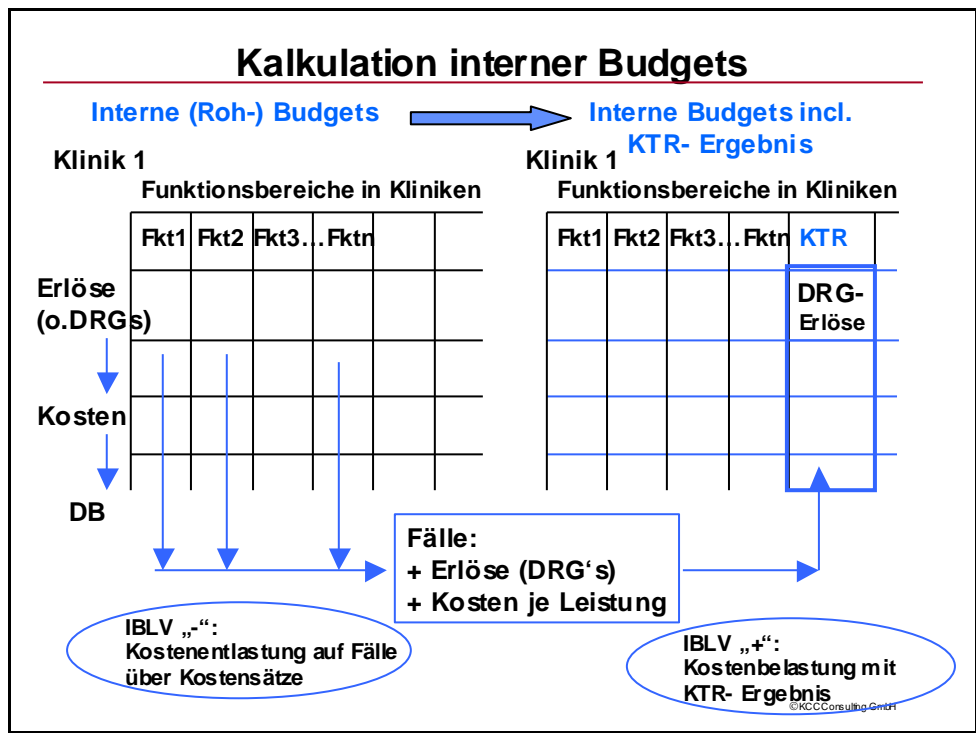 Kalkulation interner Budgets
Interne (Roh-) Budgets
Interne Budgets incl.
KTR- Ergebnis
Klinik 1
Funktionsbereiche in Kliniken
Fkt1 Fkt2 Fkt3...Fktn
Erlöse
(o.DRGs)
Kosten
DB
Klinik 1
Funktionsbereiche in Kliniken
Fkt1 Fkt2 Fkt3...Fktn KTR
DRG-
Erlöse
Fälle:
+ Erlöse (DRG‘s)
+ Kosten je Leistung
IBLV „-“:
Kostenentlastung auf Fälle
über Kostensätze
IBLV „+“:
Kostenbelastung mit
KTR- Ergebnis
©KCCConsulting GmbH